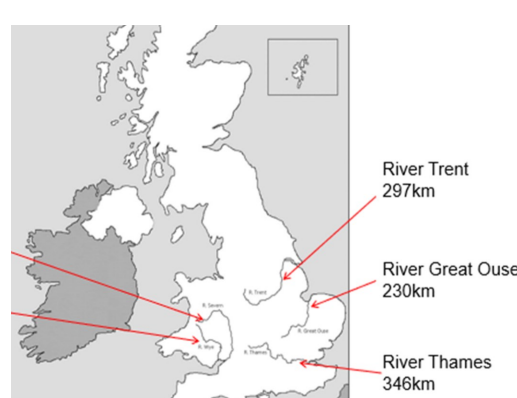 River Trent
297km
River Great Ouse
230km
R. Trent
R. Severn
R. Great Ouse
R. Wye
R. Thames
River Thames
346km